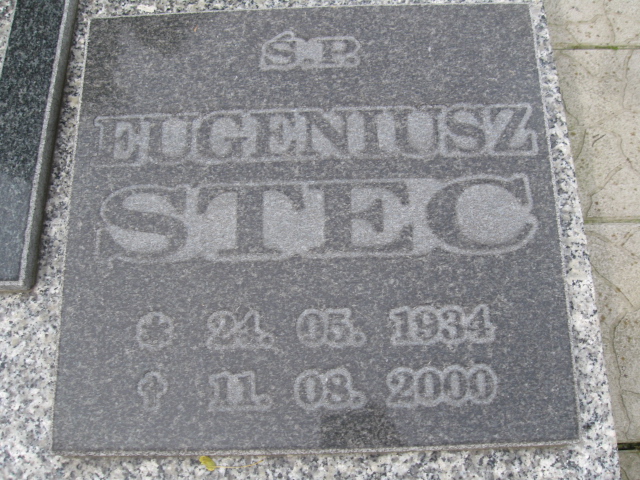 Ś.P.
EUGENIUSZ
STEC
* 24. 05. 1934
† 11. 08. 2000